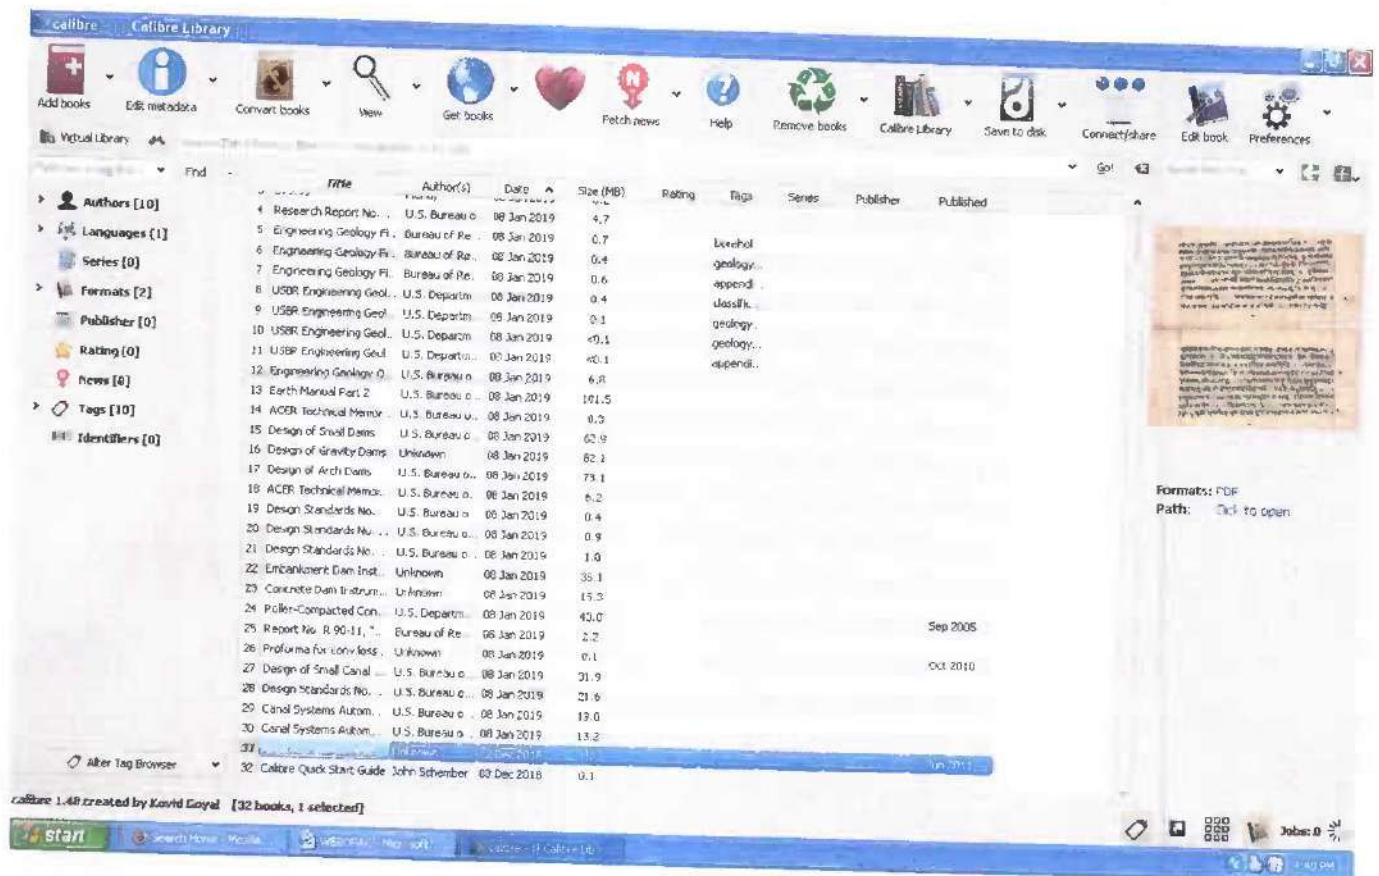 calibre Calibre Library
Add books Edit metadata Convert books View Get books Fetch news Help Remove books Calibre Library Save to disk Connect/share Edit book Preferences
Virtual Library
Find Go!
Title Author(s) Date Size (MB) Rating Tags Series Publisher Published
Authors [10]
Languages [1]
Series [0]
Formats [2]
Publisher [0]
Rating [0]
News [0]
Tags [10]
Identifiers [0]
4 Research Report No. .. U.S. Bureau o 08 Jan 2019 4.7
5 Engineering Geology Fi.. Bureau of Re.. 08 Jan 2019 0.7
6 Engineering Geology Fi.. Bureau of Re.. 08 Jan 2019 0.4
7 Engineering Geology Fi.. Bureau of Re.. 08 Jan 2019 0.6
8 USBR Engineering Geol.. U.S. Departm 08 Jan 2019 0.4
9 USBR Engineering Geol U.S. Departm 08 Jan 2019 0.1
10 USBR Engineering Geol.. U.S. Departm 08 Jan 2019 <0.1
11 USBR Engineering Geol U.S. Departm.. 08 Jan 2019 <0.1
borehol
geology...
appendi..
classifi..
geology..
geology...
appendi..
12 Engineering Geology O U.S. Bureau o 08 Jan 2019 6.8
13 Earth Manual Part 2 U.S. Bureau o.. 08 Jan 2019 101.5
14 ACER Technical Memor.. U.S. Bureau o.. 08 Jan 2019 0.3
15 Design of Small Dams U.S. Bureau o.. 08 Jan 2019 62.9
16 Design of Gravity Dams Unknown 08 Jan 2019 62.1
17 Design of Arch Dams U.S. Bureau o.. 08 Jan 2019 73.1
18 ACER Technical Memor.. U.S. Bureau o. 08 Jan 2019 6.2
19 Design Standards No. U.S. Bureau o 08 Jan 2019 0.4
20 Design Standards No. .. U.S. Bureau o... 08 Jan 2019 0.9
21 Design Standards No. .. U.S. Bureau o.. 08 Jan 2019 1.0
22 Embankment Dam Inst.. Unknown 08 Jan 2019 35.1
23 Concrete Dam Instrum... Unknown 08 Jan 2019 15.3
24 Roller-Compacted Con.. U.S. Departm.. 08 Jan 2019 43.0
25 Report No. R 90-11, ".. Bureau of Re 08 Jan 2019 2.2 Sep 2005
26 Proforma for Unknown 08 Jan 2019 0.1
27 Design of Small Canal ... U.S. Bureau o... 08 Jan 2019 31.9 Oct 2010
28 Design Standards No. .. U.S. Bureau o... 08 Jan 2019 21.6
29 Canal Systems Autom.. U.S. Bureau o.. 08 Jan 2019 13.0
30 Canal Systems Autom... U.S. Bureau o.. 08 Jan 2019 13.2
31 Unknown Jun 2011
32 Calibre Quick Start Guide John Schember 03 Dec 2018 0.1
Formats: PDF
Path: Click to open
Alter Tag Browser
calibre 1.48 created by Kovid Goyal [32 books, 1 selected]
Jobs: 0
start Search Home - Mozilla...